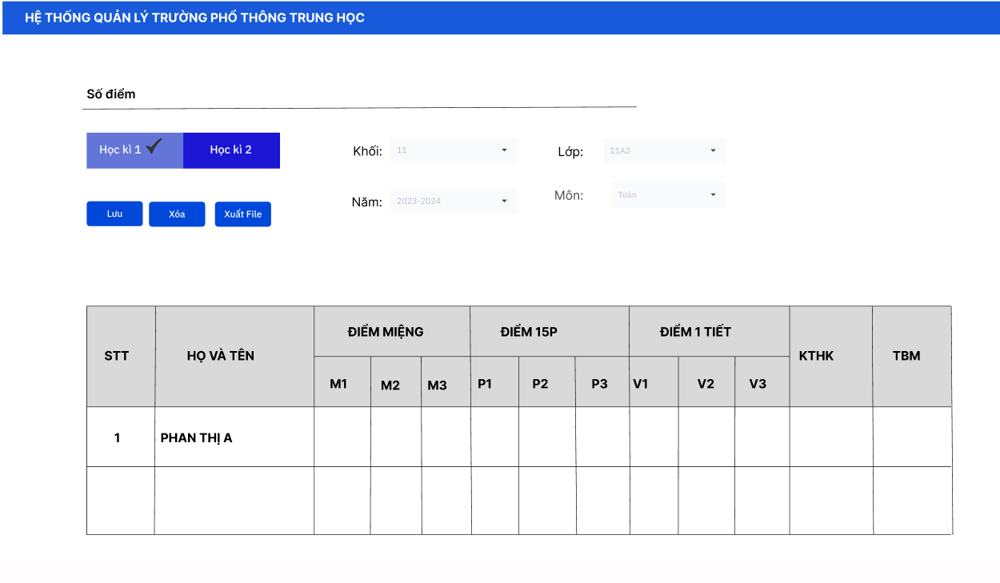 HỆ THỐNG QUẢN LÝ TRƯỜNG PHỔ THÔNG TRUNG HỌC
Số điểm
Học kì 1 Học kì 2
Khối: 11
Lớp: 11A2
Năm: 2023-2024
Môn: Toán
Lưu Xóa Xuất File
STT HỌ VÀ TÊN ĐIỂM MIỆNG ĐIỂM 15P ĐIỂM 1 TIẾT KTHK TBM
M1 M2 M3 P1 P2 P3 V1 V2 V3
1 PHAN THỊ A